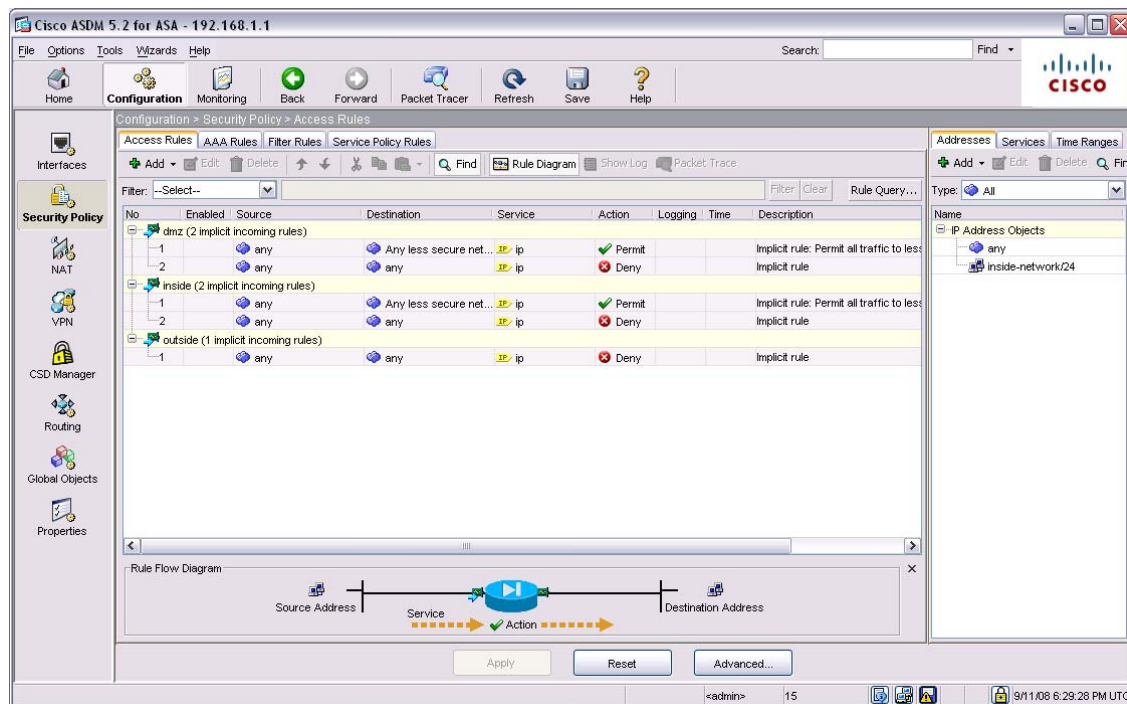 Cisco ASDM 5.2 for ASA - 192.168.1.1
File Options Tools Wizards Help Search: Find
Home Configuration Monitoring Back Forward Packet Tracer Refresh Save Help
CISCO
Configuration > Security Policy > Access Rules
Interfaces
Security Policy
NAT
VPN
CSD Manager
Routing
Global Objects
Properties
Access Rules AAA Rules Filter Rules Service Policy Rules
Add Edit Delete Find Rule Diagram Show Log Packet Trace
Filter: --Select-- Filter Clear Rule Query...
No Enabled Source Destination Service Action Logging Time Description
dmz (2 implicit incoming rules)
1 any Any less secure net... IP ip Permit Implicit rule: Permit all traffic to less
2 any any IP ip Deny Implicit rule
inside (2 implicit incoming rules)
1 any Any less secure net... IP ip Permit Implicit rule: Permit all traffic to less
2 any any IP ip Deny Implicit rule
outside (1 implicit incoming rules)
1 any any IP ip Deny Implicit rule
Rule Flow Diagram
Source Address
Service
Action
Destination Address
Addresses Services Time Ranges
Add Edit Delete Fin
Type: All
Name
IP Address Objects
any
inside-network/24
Apply Reset Advanced...
<admin> 15 9/11/08 6:29:28 PM UTC